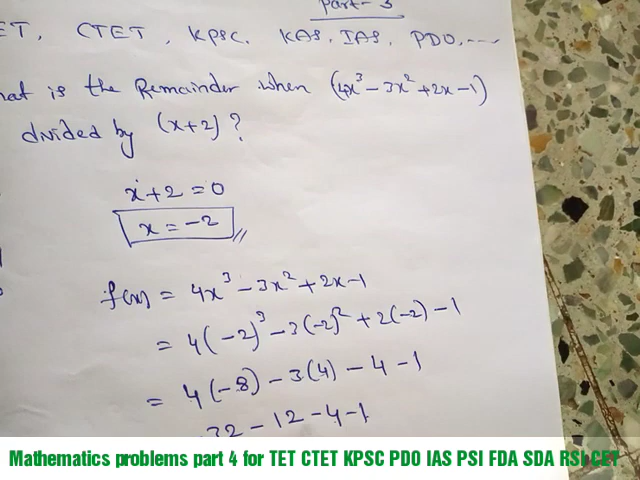 Part-3
ET, CTET, KPSC. KAS, IAS, PDO,----
hat is the Remainder when (4x³-3x²+2x-1)
divided by (x+2)?
x+2=0
x=-2
f(x) = 4x³-3x²+2x-1
= 4(-2)³-3(-2)²+2(-2)-1
= 4(-8)-3(4)-4-1
-32-12-4-1
Mathematics problems part 4 for TET CTET KPSC PDO IAS PSI FDA SDA RSI CET